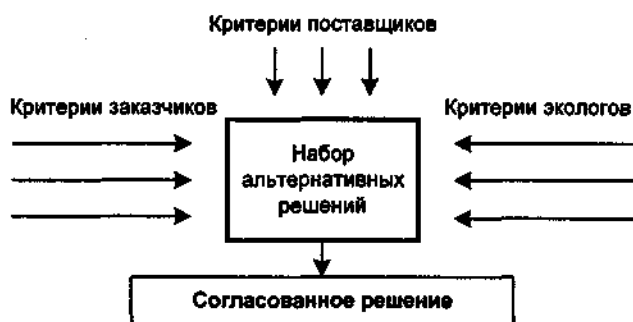 Критерии поставщиков
Критерии заказчиков
Критерии экологов
Набор
альтернативных
решений
Согласованное решение